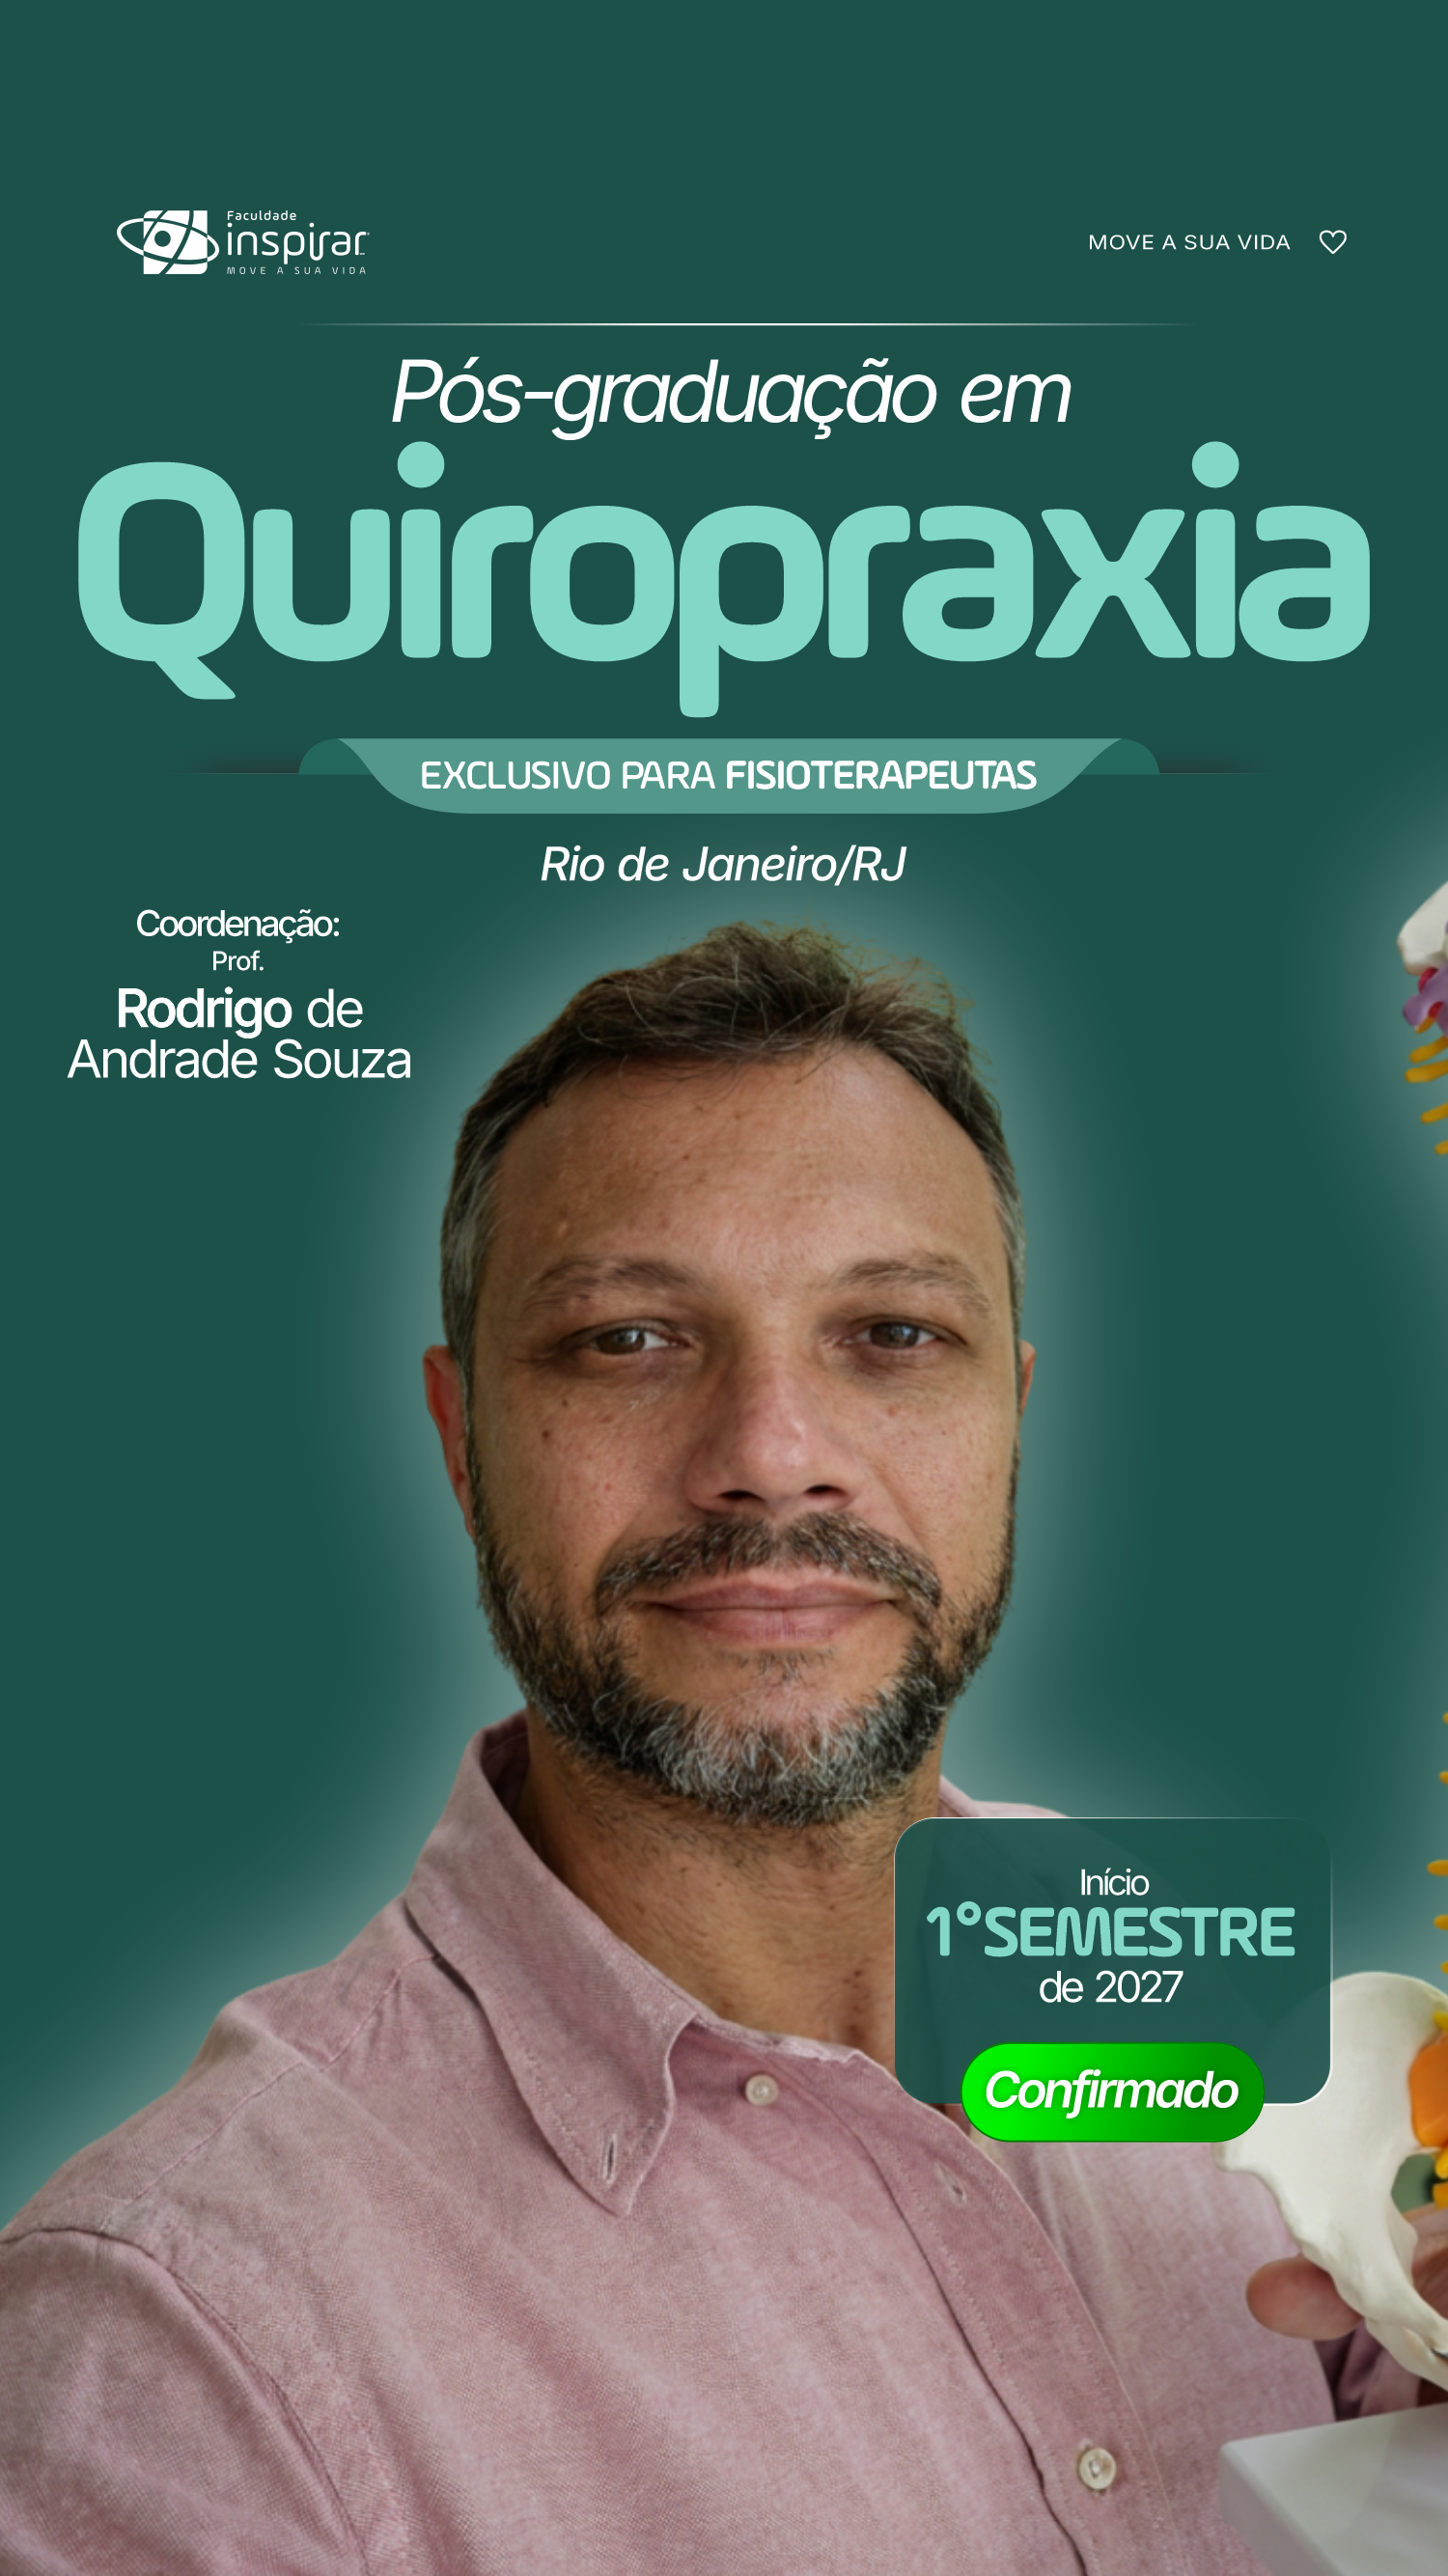 Faculdade
inspirar
MOVE A SUA VIDA
MOVE A SUA VIDA
Pós-graduação em
Quiropraxia
EXCLUSIVO PARA FISIOTERAPEUTAS
Rio de Janeiro/RJ
Coordenação:
Prof.
Rodrigo de
Andrade Souza
Início
1°SEMESTRE
de 2027
Confirmado